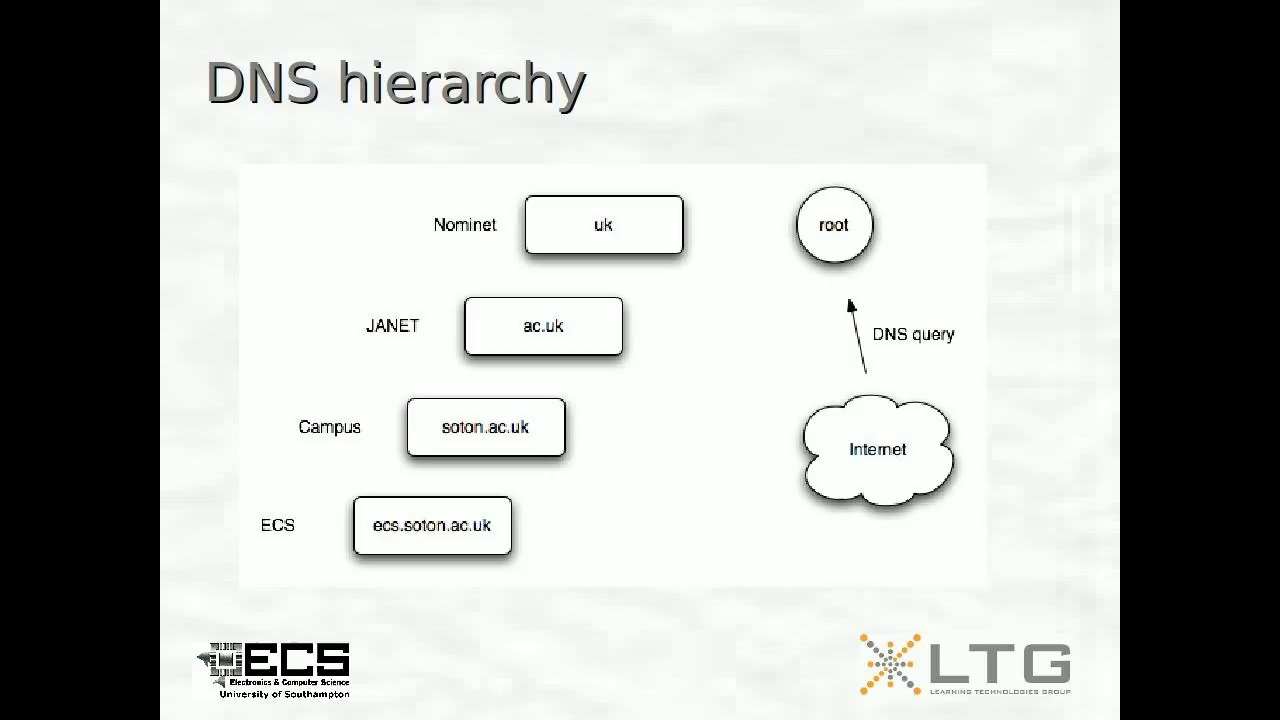 DNS hierarchy
Nominet
uk
root
JANET
ac.uk
DNS query
Campus
soton.ac.uk
Internet
ECS
ecs.soton.ac.uk
ECS
Electronics & Computer Science
University of Southampton
LTG
LEARNING TECHNOLOGIES GROUP